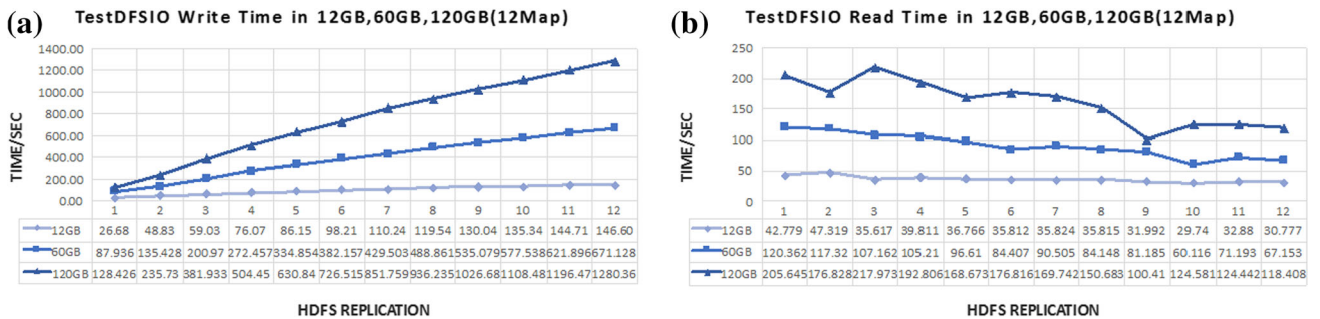 (a)
TestDFSIO Write Time in 12GB,60GB,120GB(12Map)
1400.00
1200.00
1000.00
800.00
600.00
400.00
200.00
0.00
TIME/SEC
1 2 3 4 5 6 7 8 9 10 11 12
12GB 26.68 48.83 59.03 76.07 86.15 98.21 110.24 119.54 130.04 135.34 144.71 146.60
60GB 87.936 135.428 200.97 272.457 334.854 382.157 429.503 488.861 535.079 577.538 621.896 671.128
120GB 128.426 235.73 381.933 504.45 630.84 726.515 851.759 936.235 1026.68 1108.48 1196.47 1280.36
HDFS REPLICATION
(b)
TestDFSIO Read Time in 12GB,60GB,120GB(12Map)
250
200
150
100
50
0
TIME/SEC
1 2 3 4 5 6 7 8 9 10 11 12
12GB 42.779 47.319 35.617 39.811 36.766 35.812 35.824 35.815 31.992 29.74 32.88 30.777
60GB 120.362 117.32 107.162 105.21 96.61 84.407 90.505 84.148 81.185 60.116 71.193 67.153
120GB 205.645 176.828 217.973 192.806 168.673 176.816 169.742 150.683 100.41 124.581 124.442 118.408
HDFS REPLICATION